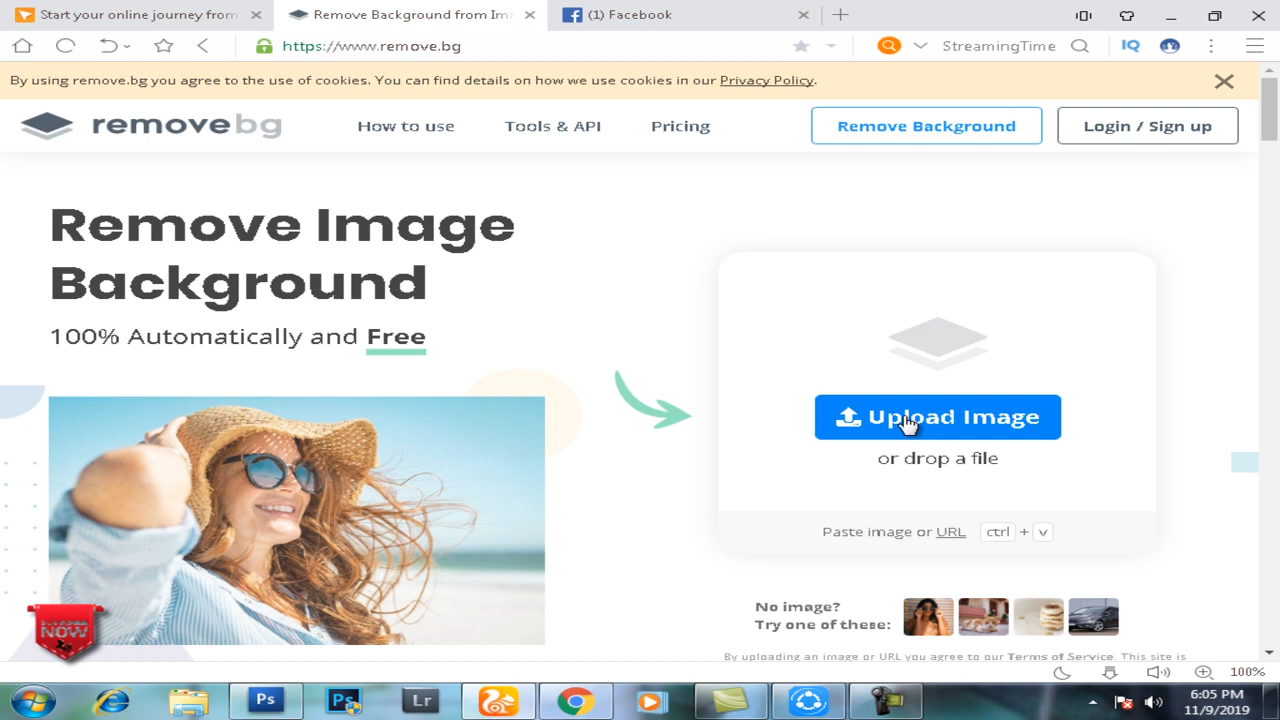 Start your online journey from
Remove Background from Ima
(1) Facebook
https://www.remove.bg
StreamingTime
IQ
By using remove.bg you agree to the use of cookies. You can find details on how we use cookies in our Privacy Policy.
removebg
How to use
Tools & API
Pricing
Remove Background
Login / Sign up
Remove Image
Background
100% Automatically and Free
Upload Image
or drop a file
Paste image or URL ctrl + v
No image?
Try one of these:
NOW
By uploading an image or URL you agree to our Terms of Service. This site is
100%
Ps
Ps
Lr
6:05 PM
11/9/2019